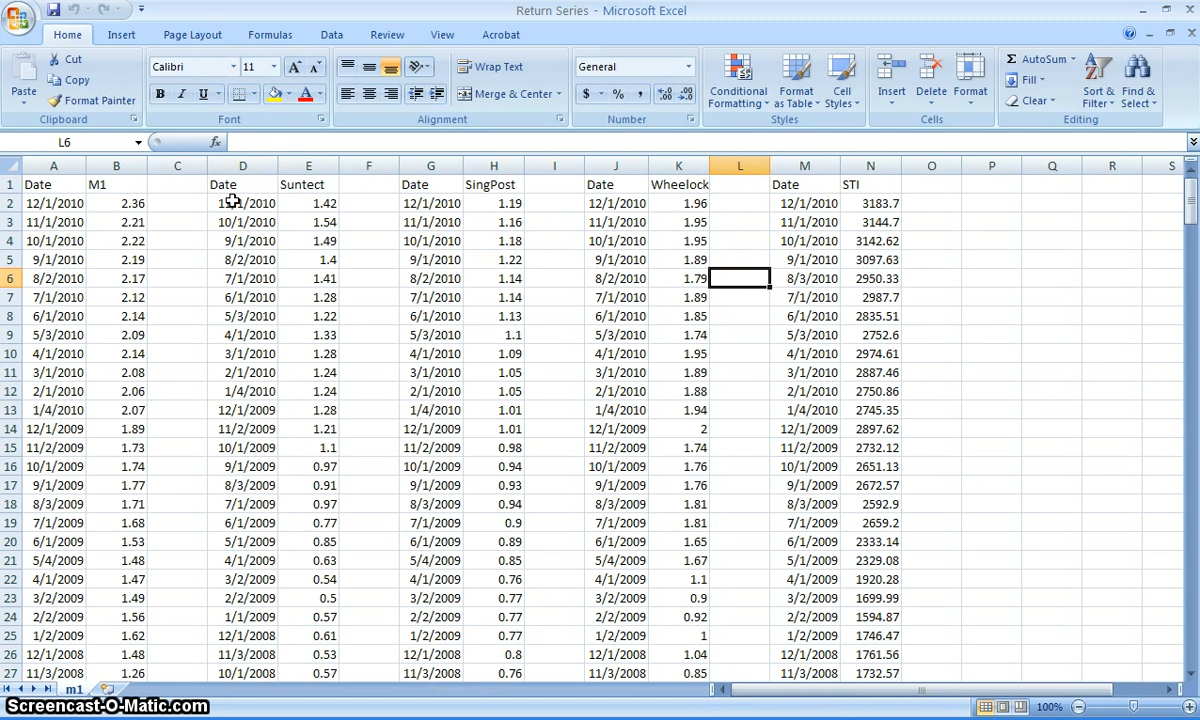 Return Series - Microsoft Excel
Home Insert Page Layout Formulas Data Review View Acrobat
Paste Cut Copy Format Painter Clipboard
Calibri 11 A A B I U A Font
Wrap Text Merge & Center Alignment
General $ % , Number
Conditional Formatting Format as Table Cell Styles Styles
Insert Delete Format Cells
Σ AutoSum Fill Clear Sort & Filter Find & Select Editing
L6 fx
A B C D E F G H I J K L M N O P Q R S
1 Date M1 Date Suntect Date SingPost Date Wheelock Date STI
2 12/1/2010 2.36 /2010 1.42 12/1/2010 1.19 12/1/2010 1.96 12/1/2010 3183.7
3 11/1/2010 2.21 10/1/2010 1.54 11/1/2010 1.16 11/1/2010 1.95 11/1/2010 3144.7
4 10/1/2010 2.22 9/1/2010 1.49 10/1/2010 1.18 10/1/2010 1.95 10/1/2010 3142.62
5 9/1/2010 2.19 8/2/2010 1.4 9/1/2010 1.22 9/1/2010 1.89 9/1/2010 3097.63
6 8/2/2010 2.17 7/1/2010 1.41 8/2/2010 1.14 8/2/2010 1.79 8/3/2010 2950.33
7 7/1/2010 2.12 6/1/2010 1.28 7/1/2010 1.14 7/1/2010 1.89 7/1/2010 2987.7
8 6/1/2010 2.14 5/3/2010 1.22 6/1/2010 1.13 6/1/2010 1.85 6/1/2010 2835.51
9 5/3/2010 2.09 4/1/2010 1.33 5/3/2010 1.1 5/3/2010 1.74 5/3/2010 2752.6
10 4/1/2010 2.14 3/1/2010 1.28 4/1/2010 1.09 4/1/2010 1.95 4/1/2010 2974.61
11 3/1/2010 2.08 2/1/2010 1.24 3/1/2010 1.05 3/1/2010 1.89 3/1/2010 2887.46
12 2/1/2010 2.06 1/4/2010 1.24 2/1/2010 1.05 2/1/2010 1.88 2/1/2010 2750.86
13 1/4/2010 2.07 12/1/2009 1.28 1/4/2010 1.01 1/4/2010 1.94 1/4/2010 2745.35
14 12/1/2009 1.89 11/2/2009 1.21 12/1/2009 1.01 12/1/2009 2 12/1/2009 2897.62
15 11/2/2009 1.73 10/1/2009 1.1 11/2/2009 0.98 11/2/2009 1.74 11/2/2009 2732.12
16 10/1/2009 1.74 9/1/2009 0.97 10/1/2009 0.94 10/1/2009 1.76 10/1/2009 2651.13
17 9/1/2009 1.77 8/3/2009 0.91 9/1/2009 0.93 9/1/2009 1.76 9/1/2009 2672.57
18 8/3/2009 1.71 7/1/2009 0.97 8/3/2009 0.94 8/3/2009 1.81 8/3/2009 2592.9
19 7/1/2009 1.68 6/1/2009 0.77 7/1/2009 0.9 7/1/2009 1.81 7/1/2009 2659.2
20 6/1/2009 1.53 5/1/2009 0.85 6/1/2009 0.89 6/1/2009 1.65 6/1/2009 2333.14
21 5/4/2009 1.48 4/1/2009 0.63 5/4/2009 0.85 5/4/2009 1.67 5/1/2009 2329.08
22 4/1/2009 1.47 3/2/2009 0.54 4/1/2009 0.76 4/1/2009 1.1 4/1/2009 1920.28
23 3/2/2009 1.49 2/2/2009 0.5 3/2/2009 0.77 3/2/2009 0.9 3/2/2009 1699.99
24 2/2/2009 1.56 1/1/2009 0.57 2/2/2009 0.77 2/2/2009 0.92 2/2/2009 1594.87
25 1/2/2009 1.62 12/1/2008 0.61 1/2/2009 0.77 1/2/2009 1 1/2/2009 1746.47
26 12/1/2008 1.48 11/3/2008 0.53 12/1/2008 0.8 12/1/2008 1.04 12/1/2008 1761.56
27 11/3/2008 1.26 10/1/2008 0.57 11/3/2008 0.76 11/3/2008 0.85 11/3/2008 1732.57
m1
Screencast-O-Matic.com 100%